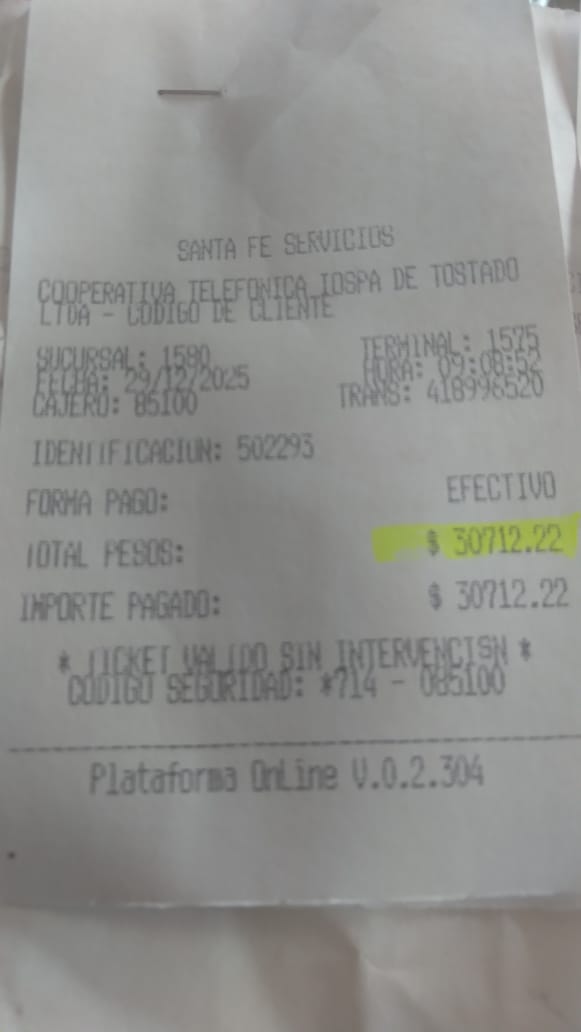 SANTA FE SERVICIOS
COOPERATIVA TELEFONICA IOSPA DE TOSTADO
LTDA - CODIGO DE CLIENTE
SUCURSAL: 1580 TERMINAL: 1575
FECHA: 29/12/2025 HORA: 09:08:52
CAJERO: 85100 TRANS: 418996520
IDENTIFICACION: 502293
FORMA PAGO: EFECTIVO
TOTAL PESOS: $ 30712.22
IMPORTE PAGADO: $ 30712.22
* TICKET VALIDO SIN INTERVENCISN *
CODIGO SEGURIDAD: *714 - 085100
Plataforma OnLine V.0.2.304